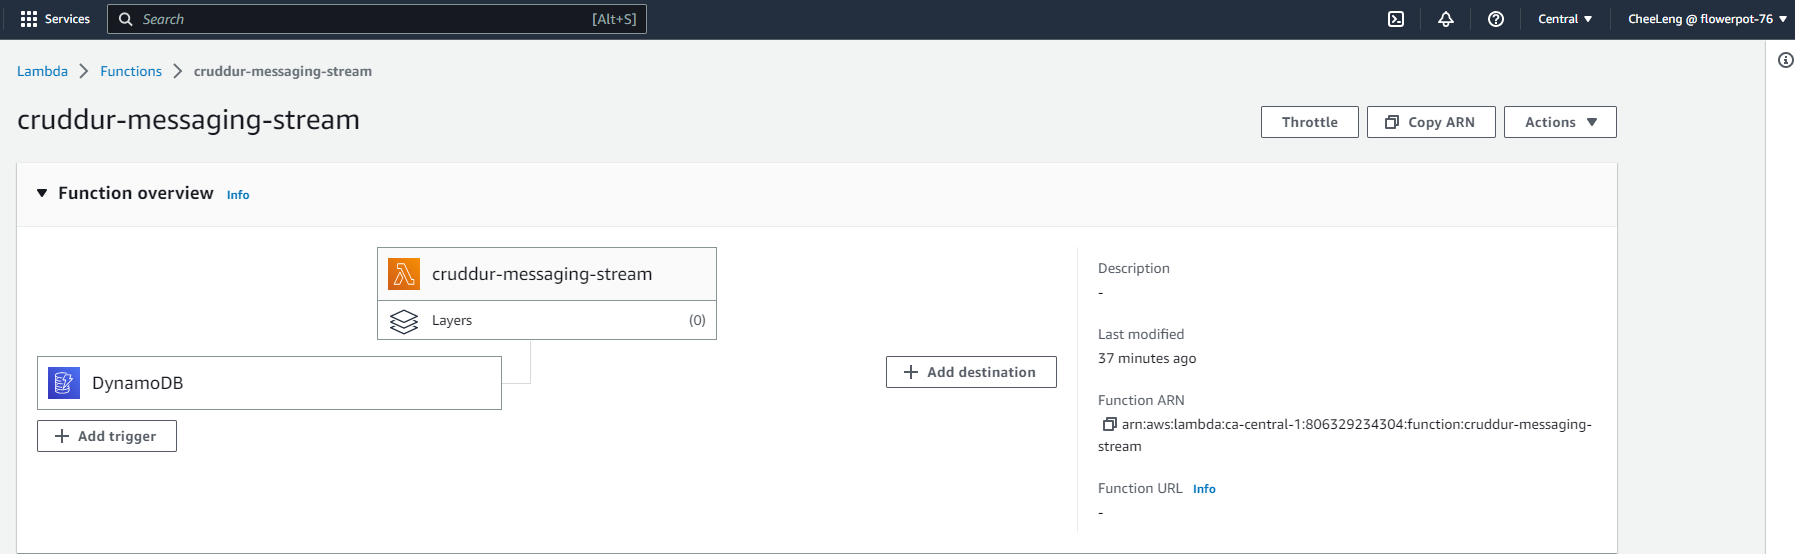 Services
Search
[Alt+S]
Central
CheeLeng @ flowerpot-76
Lambda
Functions
cruddur-messaging-stream
cruddur-messaging-stream
Throttle
Copy ARN
Actions
Function overview
Info
cruddur-messaging-stream
Layers
(0)
DynamoDB
Add trigger
Add destination
Description
-
Last modified
37 minutes ago
Function ARN
arn:aws:lambda:ca-central-1:806329234304:function:cruddur-messaging-
stream
Function URL Info
-